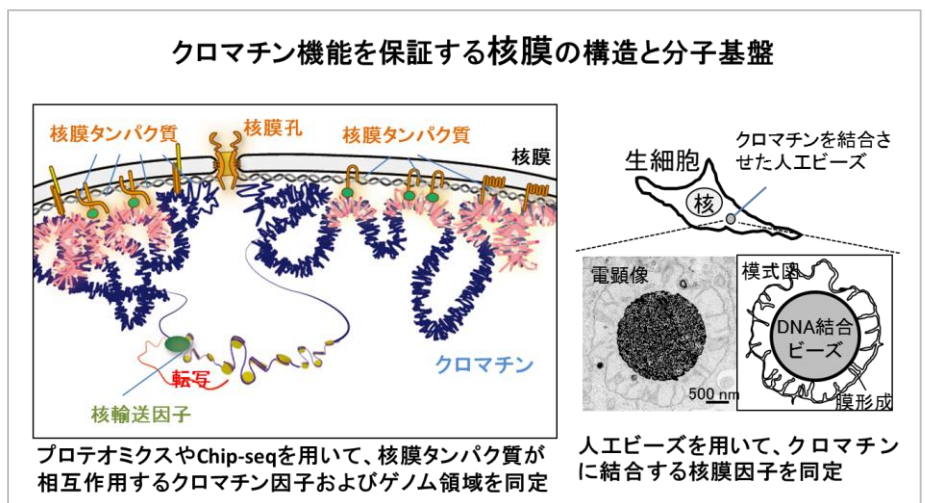 クロマチン機能を保証する核膜の構造と分子基盤
核膜タンパク質
核膜孔
核膜タンパク質
核膜
クロマチン
転写
核輸送因子
プロテオミクスやChip-seqを用いて、核膜タンパク質が
相互作用するクロマチン因子およびゲノム領域を同定
クロマチンを結合さ
せた人工ビーズ
生細胞
核
電顕像
500 nm
模式図
DNA結合
ビーズ
膜形成
人工ビーズを用いて、クロマチン
に結合する核膜因子を同定